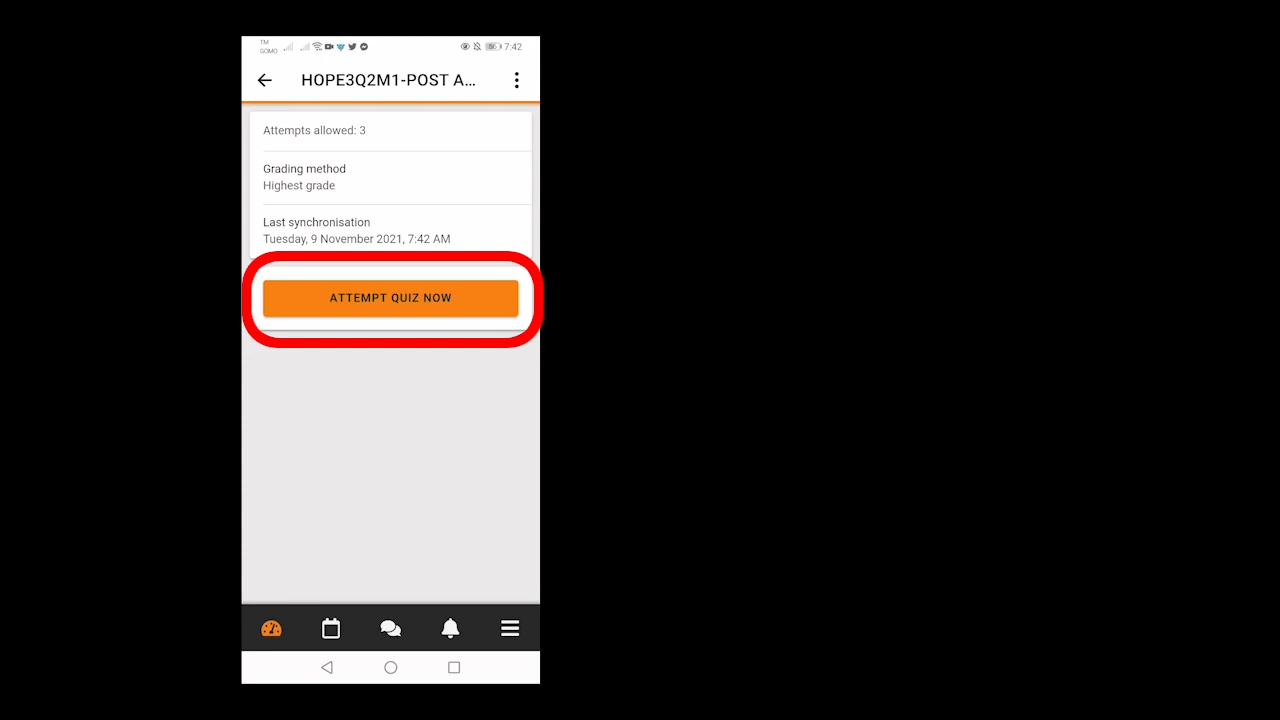 TM
GOMO
7:42
HOPE3Q2M1-POST A...
Attempts allowed: 3
Grading method
Highest grade
Last synchronisation
Tuesday, 9 November 2021, 7:42 AM
ATTEMPT QUIZ NOW